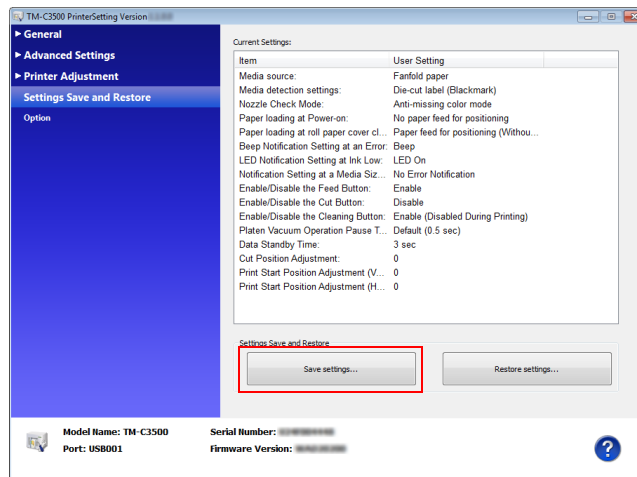 TM-C3500 PrinterSetting Version
General
Advanced Settings
Printer Adjustment
Settings Save and Restore
Option
Current Settings:
Item User Setting
Media source: Fanfold paper
Media detection settings: Die-cut label (Blackmark)
Nozzle Check Mode: Anti-missing color mode
Paper loading at Power-on: No paper feed for positioning
Paper loading at roll paper cover cl... Paper feed for positioning (Withou...
Beep Notification Setting at an Error: Beep
LED Notification Setting at Ink Low: LED On
Notification Setting at a Media Siz... No Error Notification
Enable/Disable the Feed Button: Enable
Enable/Disable the Cut Button: Disable
Enable/Disable the Cleaning Button: Enable (Disabled During Printing)
Platen Vacuum Operation Pause T... Default (0.5 sec)
Data Standby Time: 3 sec
Cut Position Adjustment: 0
Print Start Position Adjustment (V... 0
Print Start Position Adjustment (H... 0
Settings Save and Restore
Save settings... Restore settings...
Model Name: TM-C3500 Serial Number:
Port: USB001 Firmware Version:
?